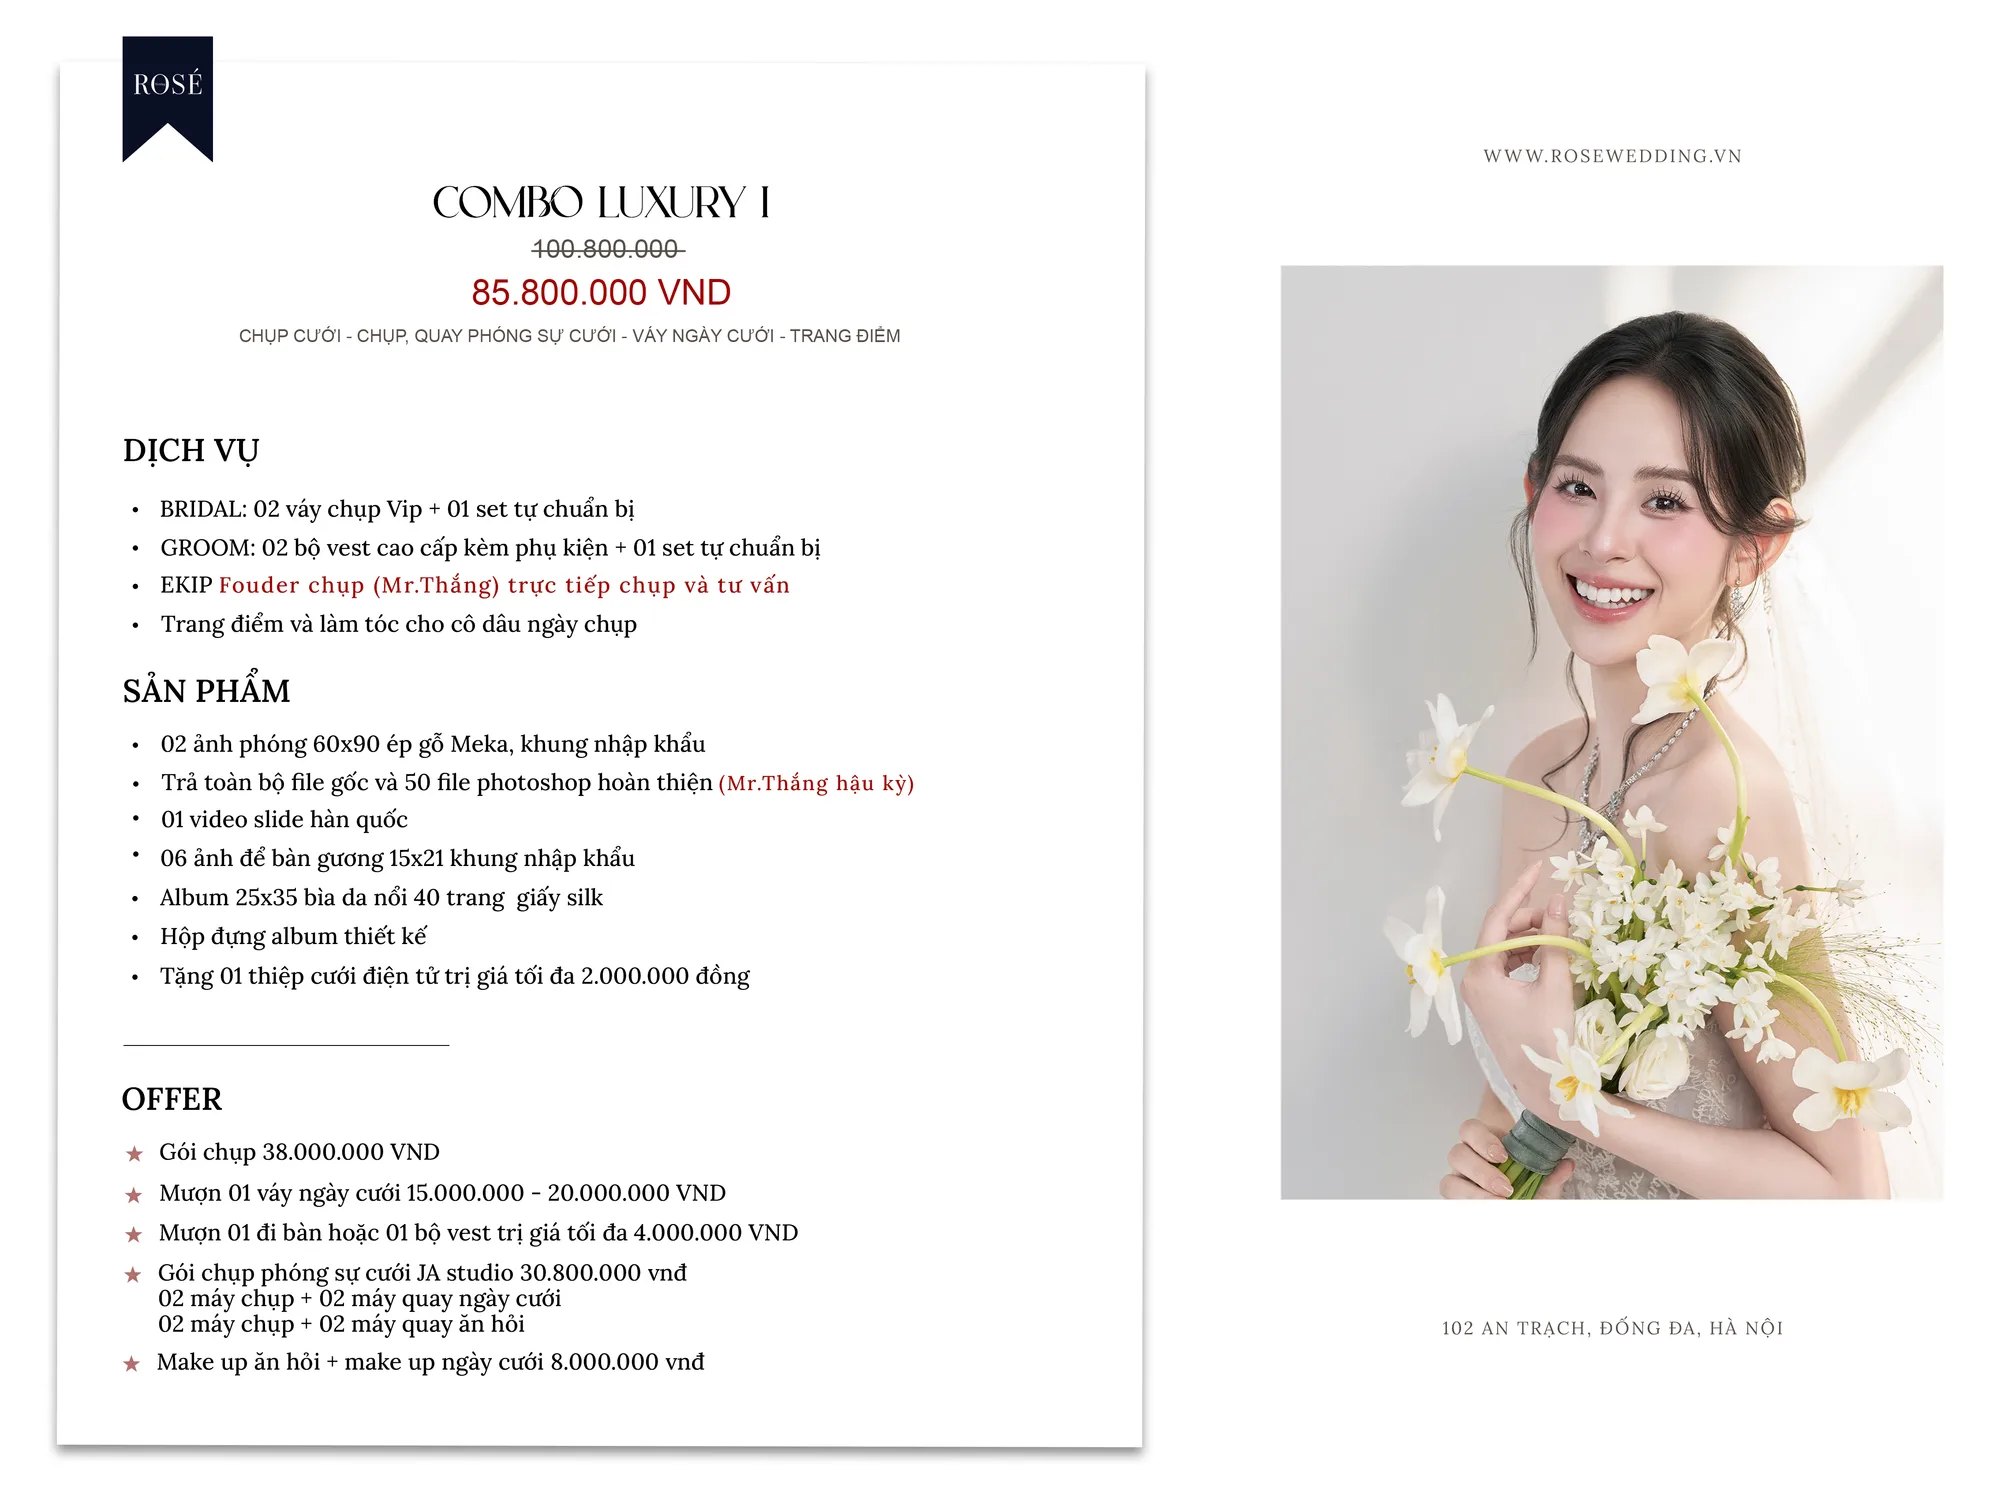 ROSÉ
COMBO LUXURY I
100.800.000
85.800.000 VND
CHỤP CƯỚI - CHỤP, QUAY PHÓNG SỰ CƯỚI - VÁY NGÀY CƯỚI - TRANG ĐIỂM
DỊCH VỤ
• BRIDAL: 02 váy chụp Vip + 01 set tự chuẩn bị
• GROOM: 02 bộ vest cao cấp kèm phụ kiện + 01 set tự chuẩn bị
• EKIP Fouder chụp (Mr.Thắng) trực tiếp chụp và tư vấn
• Trang điểm và làm tóc cho cô dâu ngày chụp
SẢN PHẨM
• 02 ảnh phóng 60x90 ép gỗ Meka, khung nhập khẩu
• Trả toàn bộ file gốc và 50 file photoshop hoàn thiện (Mr.Thắng hậu kỳ)
• 01 video slide hàn quốc
• 06 ảnh để bàn gương 15x21 khung nhập khẩu
• Album 25x35 bìa da nổi 40 trang giấy silk
• Hộp đựng album thiết kế
• Tặng 01 thiệp cưới điện tử trị giá tối đa 2.000.000 đồng
OFFER
★ Gói chụp 38.000.000 VND
★ Mượn 01 váy ngày cưới 15.000.000 - 20.000.000 VND
★ Mượn 01 đi bàn hoặc 01 bộ vest trị giá tối đa 4.000.000 VND
★ Gói chụp phóng sự cưới JA studio 30.800.000 vnđ
02 máy chụp + 02 máy quay ngày cưới
02 máy chụp + 02 máy quay ăn hỏi
★ Make up ăn hỏi + make up ngày cưới 8.000.000 vnđ
WWW.ROSEWEDDING.VN
102 AN TRẠCH, ĐỐNG ĐA, HÀ NỘI